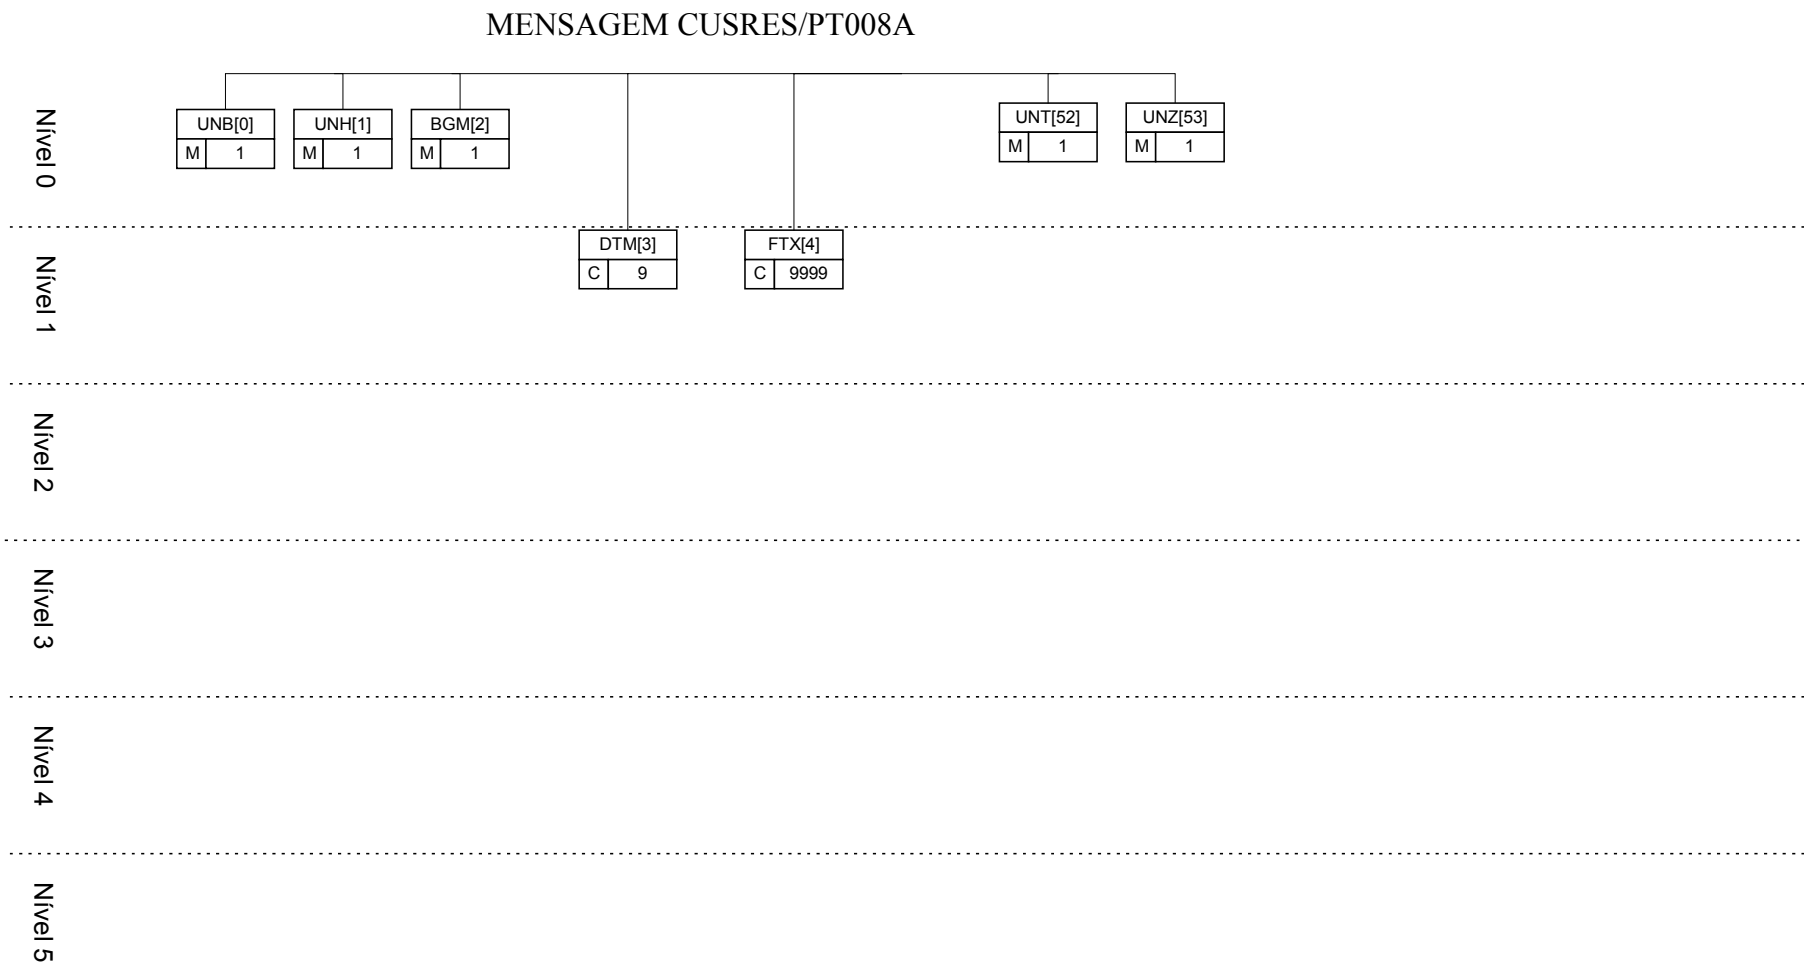 MENSAGEM CUSRES/PT008A
Nível 0
UNB[0] UNH[1] BGM[2] UNT[52] UNZ[53]
M 1 M 1 M 1 M 1 M 1
Nível 1
DTM[3] FTX[4]
C 9 C 9999
Nível 2
Nível 3
Nível 4
Nível 5